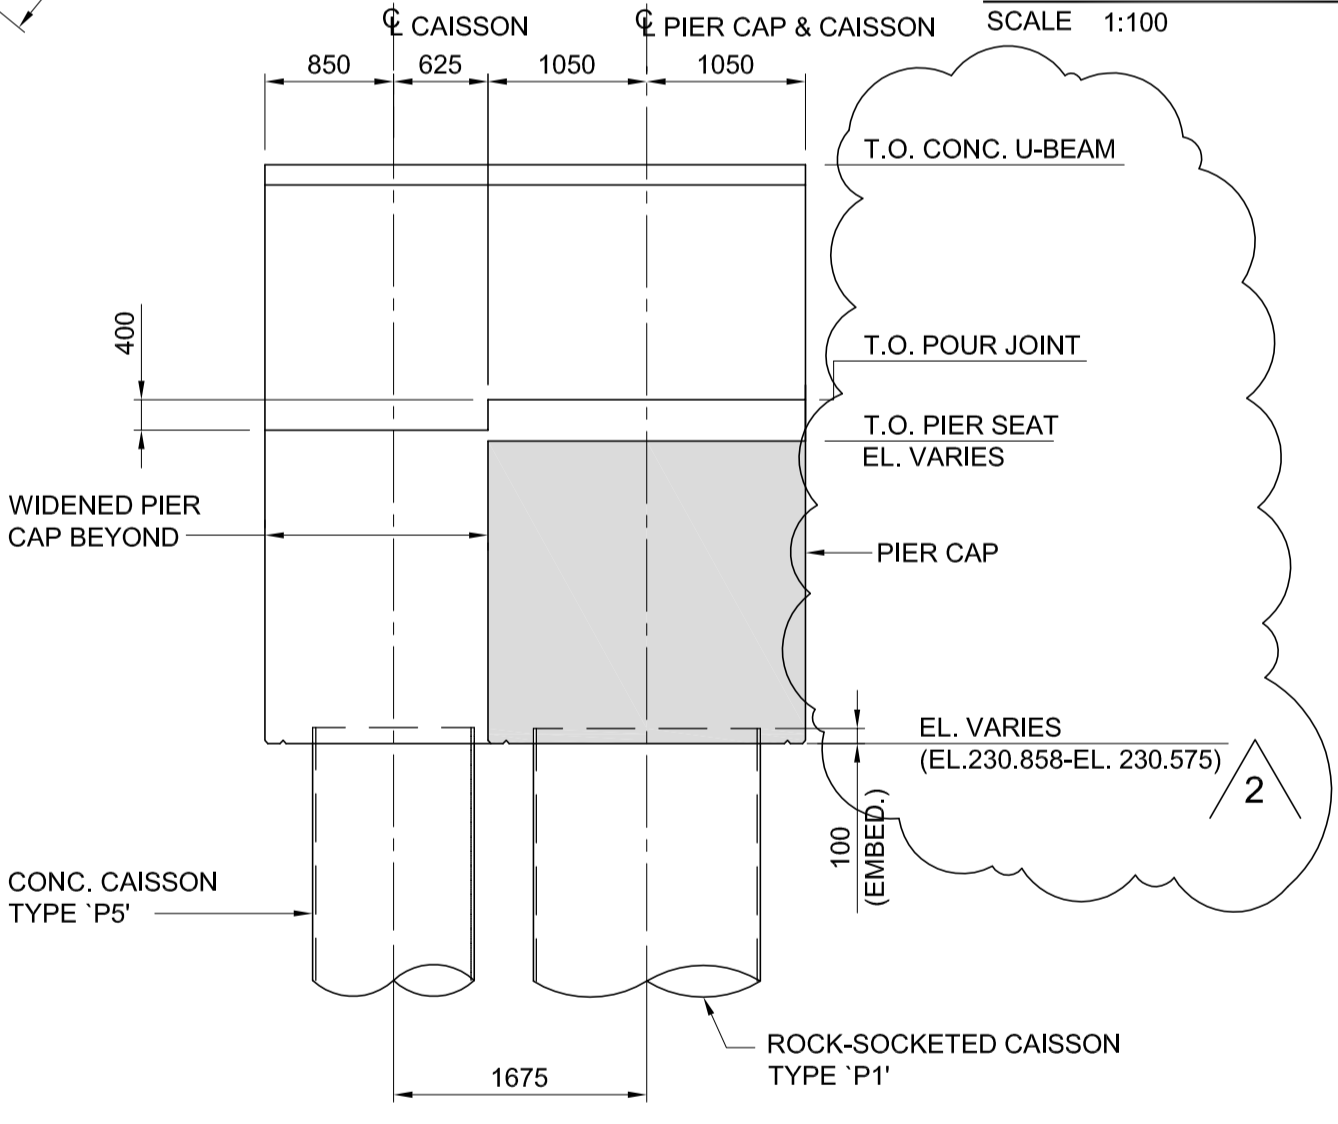 ℄ CAISSON
℄ PIER CAP & CAISSON
SCALE 1:100
850
625
1050
1050
T.O. CONC. U-BEAM
400
T.O. POUR JOINT
T.O. PIER SEAT
EL. VARIES
WIDENED PIER
CAP BEYOND
PIER CAP
EL. VARIES
(EL.230.858-EL. 230.575)
2
100
(EMBED.)
CONC. CAISSON
TYPE `P5'
ROCK-SOCKETED CAISSON
TYPE `P1'
1675